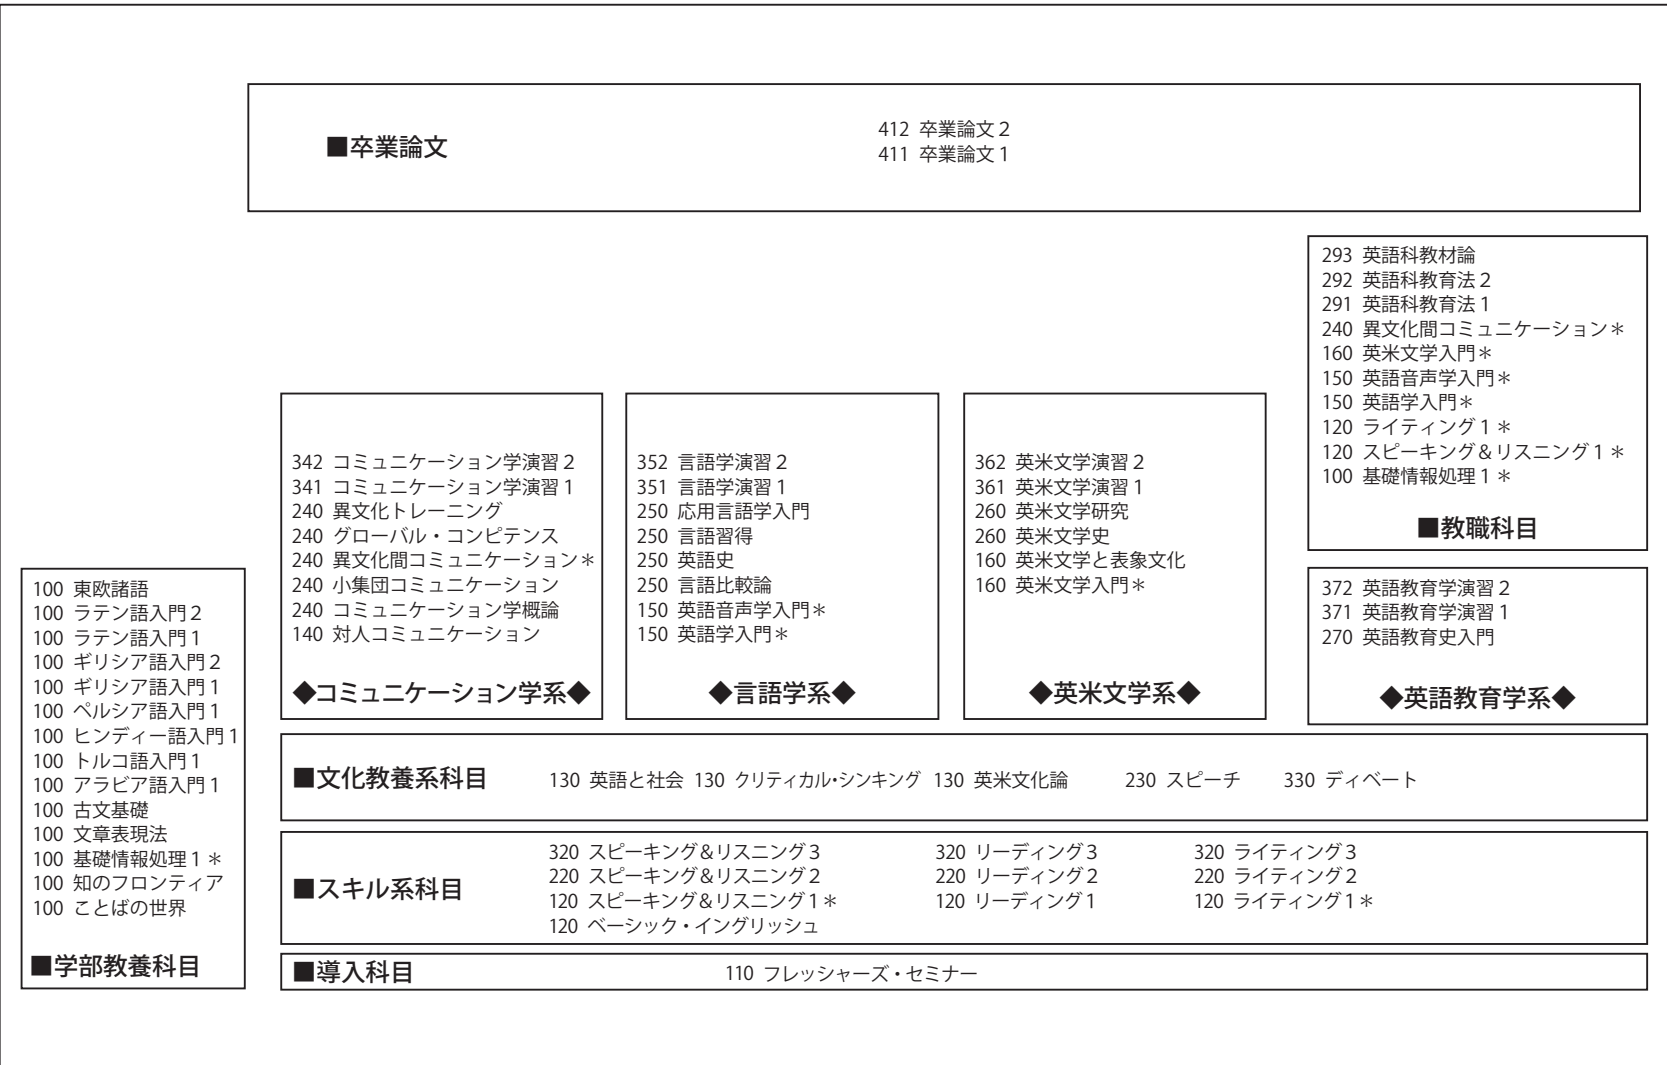 ■卒業論文
412 卒業論文2
411 卒業論文1
293 英語科教材論
292 英語科教育法2
291 英語科教育法1
240 異文化間コミュニケーション＊
160 英米文学入門＊
150 英語音声学入門＊
150 英語学入門＊
120 ライティング1＊
120 スピーキング＆リスニング1＊
100 基礎情報処理1＊
■教職科目
342 コミュニケーション学演習2
341 コミュニケーション学演習1
240 異文化トレーニング
240 グローバル・コンピテンス
240 異文化間コミュニケーション＊
240 小集団コミュニケーション
240 コミュニケーション学概論
140 対人コミュニケーション
◆コミュニケーション学系◆
352 言語学演習2
351 言語学演習1
250 応用言語学入門
250 言語習得
250 英語史
250 言語比較論
150 英語音声学入門＊
150 英語学入門＊
◆言語学系◆
362 英米文学演習2
361 英米文学演習1
260 英米文学研究
260 英米文学史
160 英米文学と表象文化
160 英米文学入門＊
◆英米文学系◆
372 英語教育学演習2
371 英語教育学演習1
270 英語教育史入門
◆英語教育学系◆
100 東欧諸語
100 ラテン語入門2
100 ラテン語入門1
100 ギリシア語入門2
100 ギリシア語入門1
100 ペルシア語入門1
100 ヒンディー語入門1
100 トルコ語入門1
100 アラビア語入門1
100 古文基礎
100 文章表現法
100 基礎情報処理1＊
100 知のフロンティア
100 ことばの世界
■学部教養科目
■文化教養系科目 130 英語と社会 130 クリティカル・シンキング 130 英米文化論 230 スピーチ 330 ディベート
■スキル系科目
320 スピーキング＆リスニング3 320 リーディング3 320 ライティング3
220 スピーキング＆リスニング2 220 リーディング2 220 ライティング2
120 スピーキング＆リスニング1＊ 120 リーディング1 120 ライティング1＊
120 ベーシック・イングリッシュ
■導入科目 110 フレッシャーズ・セミナー